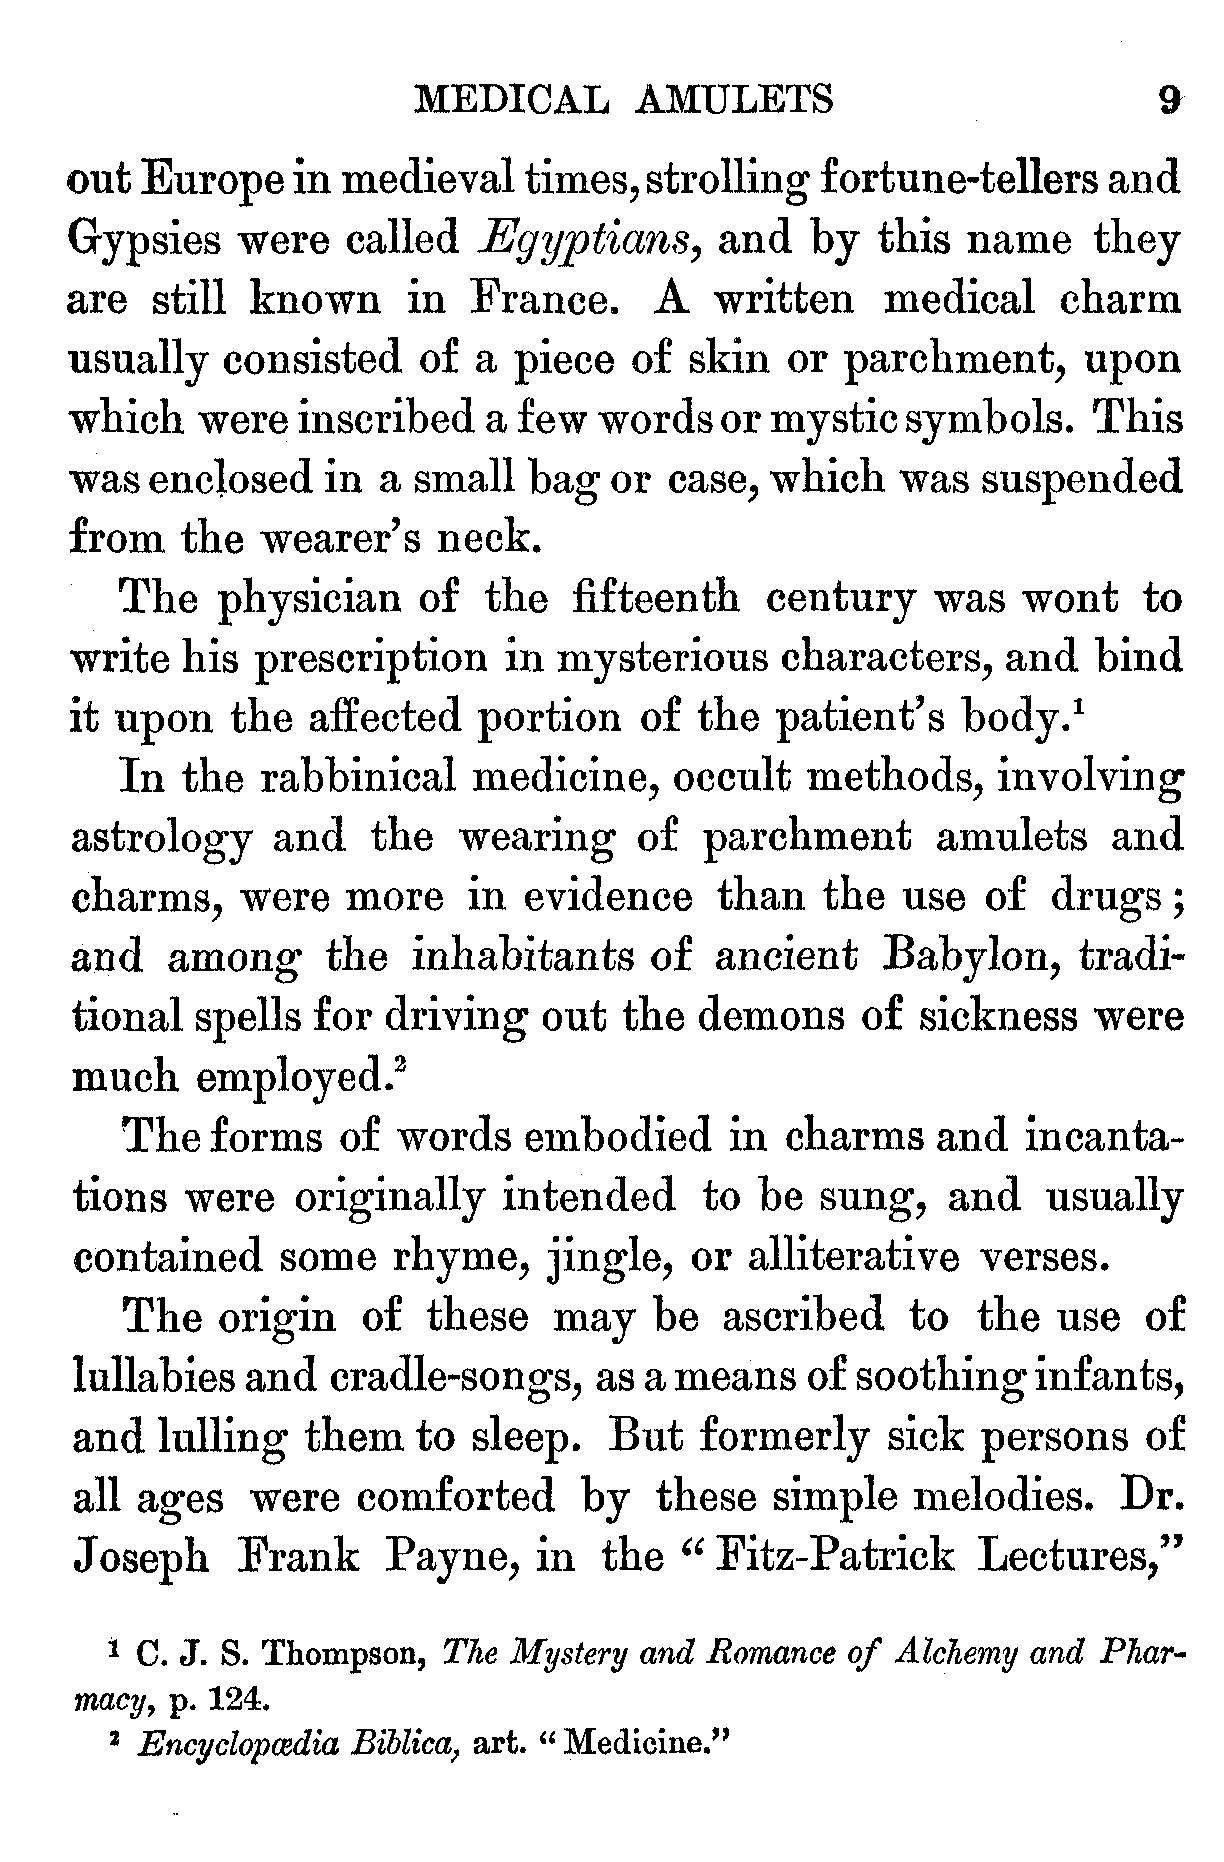 MEDICAL AMULETS 9
out Europe in medieval times, strolling fortune-tellers and
Gypsies were called Egyptians, and by this name they
are still known in France. A written medical charm
usually consisted of a piece of skin or parchment, upon
which were inscribed a few words or mystic symbols. This
was enclosed in a small bag or case, which was suspended
from the wearer's neck.
The physician of the fifteenth century was wont to
write his prescription in mysterious characters, and bind
it upon the affected portion of the patient's body.¹
In the rabbinical medicine, occult methods, involving
astrology and the wearing of parchment amulets and
charms, were more in evidence than the use of drugs ;
and among the inhabitants of ancient Babylon, tradi-
tional spells for driving out the demons of sickness were
much employed.²
The forms of words embodied in charms and incanta-
tions were originally intended to be sung, and usually
contained some rhyme, jingle, or alliterative verses.
The origin of these may be ascribed to the use of
lullabies and cradle-songs, as a means of soothing infants,
and lulling them to sleep. But formerly sick persons of
all ages were comforted by these simple melodies. Dr.
Joseph Frank Payne, in the “ Fitz-Patrick Lectures,”
¹ C. J. S. Thompson, The Mystery and Romance of Alchemy and Phar-
macy, p. 124.
² Encyclopœdia Biblica, art. “ Medicine.”